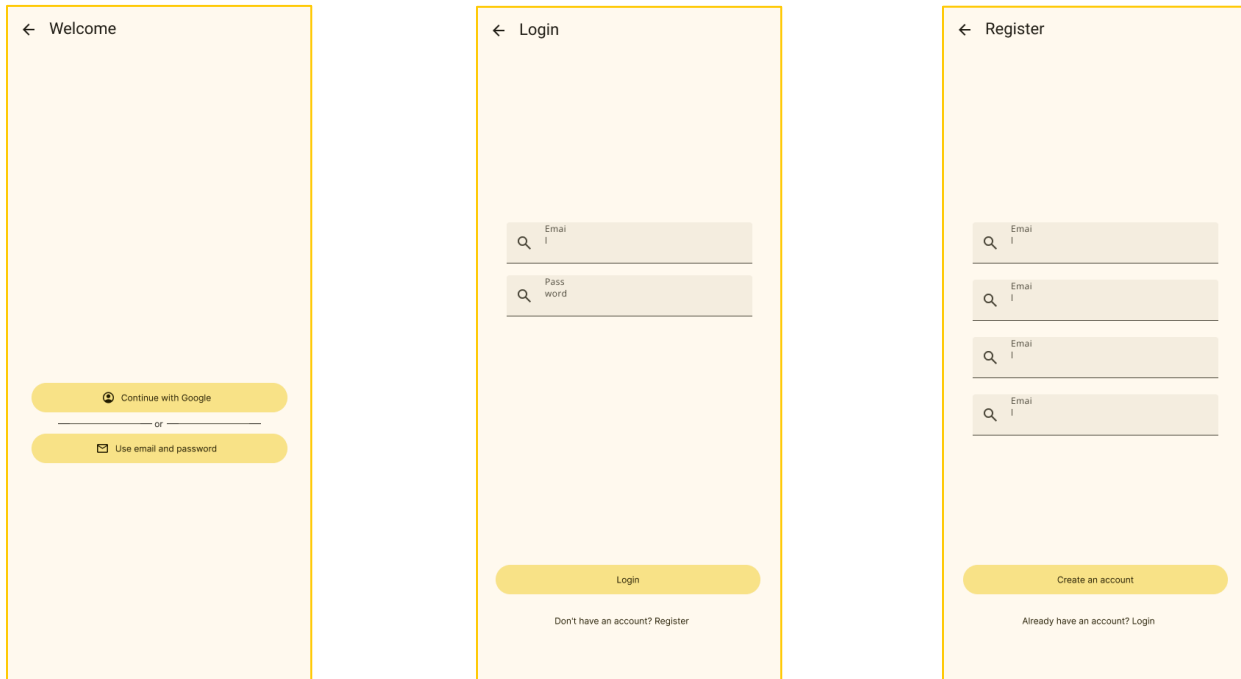 Welcome
Continue with Google
or
Use email and password
Login
Emai
l
Pass
word
Login
Don't have an account? Register
Register
Emai
l
Emai
l
Emai
l
Emai
l
Create an account
Already have an account? Login